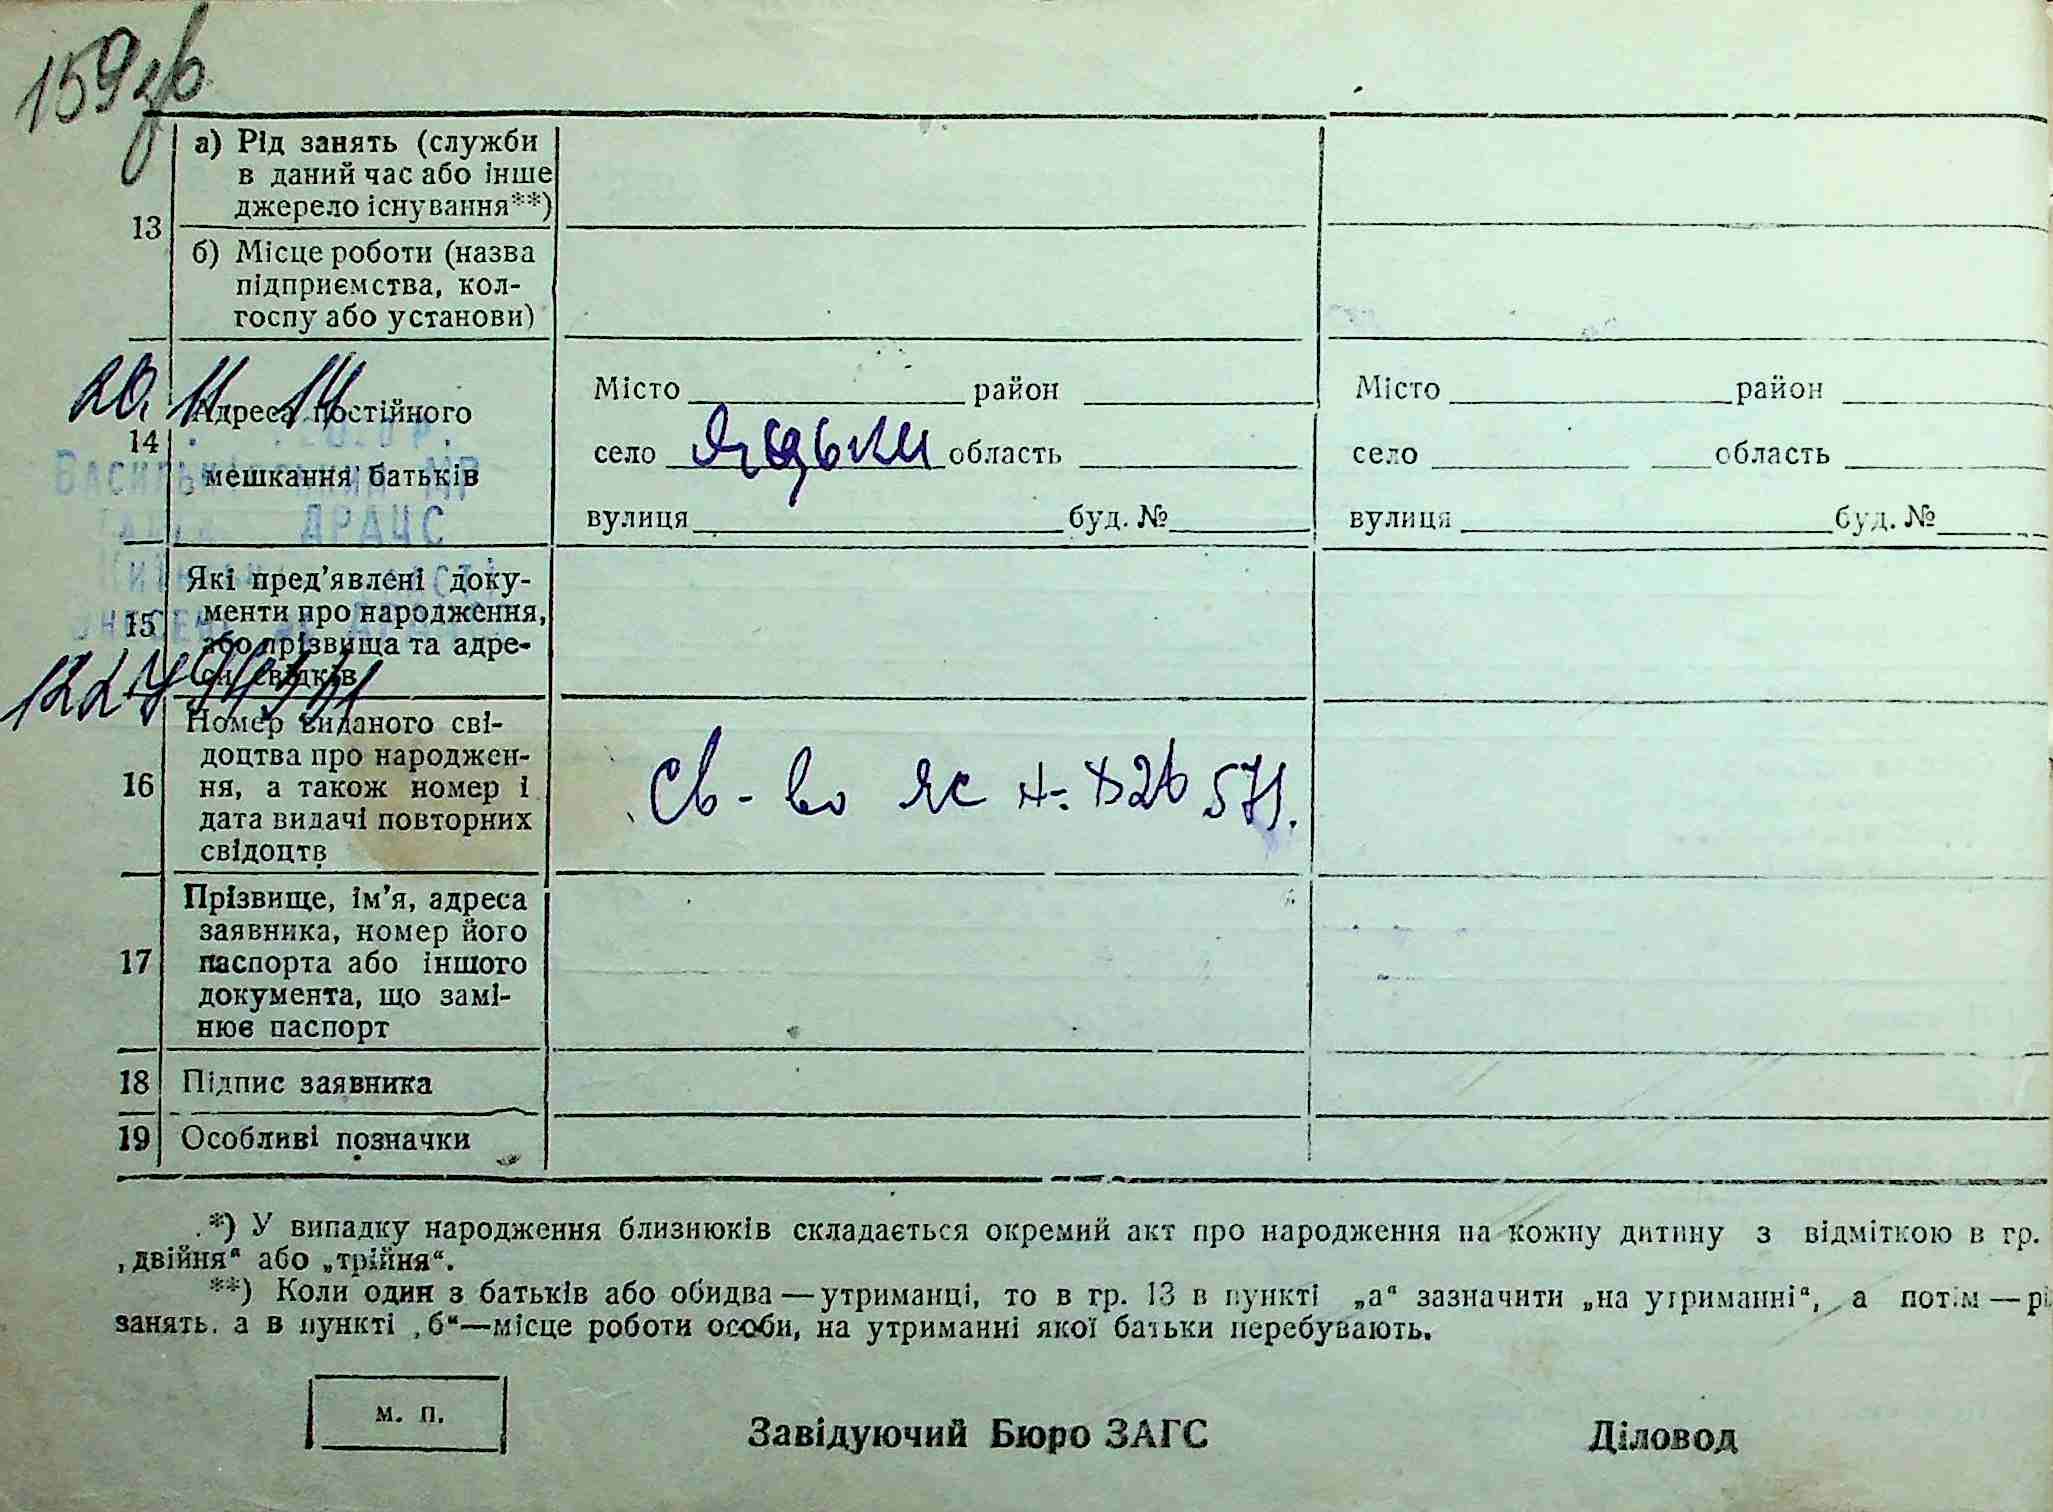 159зв
13
а) Рід занять (служби
в даний час або інше
джерело існування**)
б) Місце роботи (назва
підприємства, кол-
госпу або установи)
20. 11 14
14
Адреса постійного
мешкання батьків
Місто район
село Яцьки область
вулиця буд. №
Місто район
село область
вулиця буд. №
ДРАЦС
15
Які пред'явлені доку-
менти про народження,
або прізвища та адре-
си свідків
16
Номер виданого сві-
доцтва про народжен-
ня, а також номер і
дата видачі повторних
свідоцтв
Св-во ЯС 571.
17
Прізвище, ім'я, адреса
заявника, номер його
паспорта або іншого
документа, що замі-
нює паспорт
18 Підпис заявника
19 Особливі позначки
*) У випадку народження близнюків складається окремий акт про народження на кожну дитину з відміткою в гр.
„двійня" або „трійня".
**) Коли один з батьків або обидва — утриманці, то в гр. 13 в пункті „а" зазначити „на утриманні", а потім — рі
занять, а в пункті „б"—місце роботи особи, на утриманні якої батьки перебувають.
м. п.
Завідуючий Бюро ЗАГС Діловод